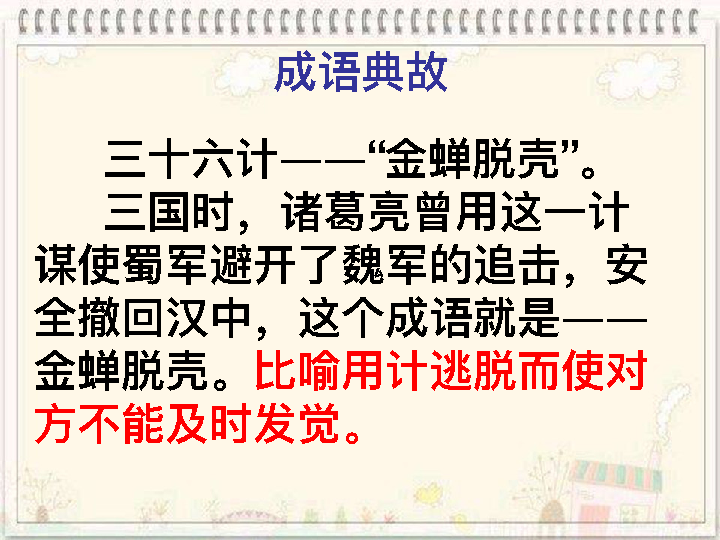 成语典故
三十六计——“金蝉脱壳”。
三国时，诸葛亮曾用这一计
谋使蜀军避开了魏军的追击，安
全撤回汉中，这个成语就是——
金蝉脱壳。比喻用计逃脱而使对
方不能及时发觉。